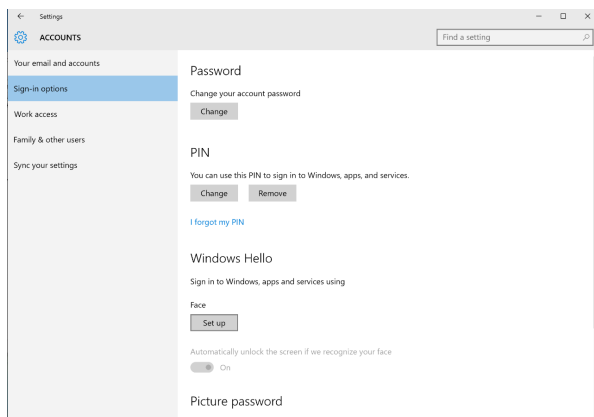 Settings
ACCOUNTS
Find a setting
Your email and accounts
Sign-in options
Work access
Family & other users
Sync your settings
Password
Change your account password
Change
PIN
You can use this PIN to sign in to Windows, apps, and services.
Change Remove
I forgot my PIN
Windows Hello
Sign in to Windows, apps and services using
Face
Set up
Automatically unlock the screen if we recognize your face
On
Picture password